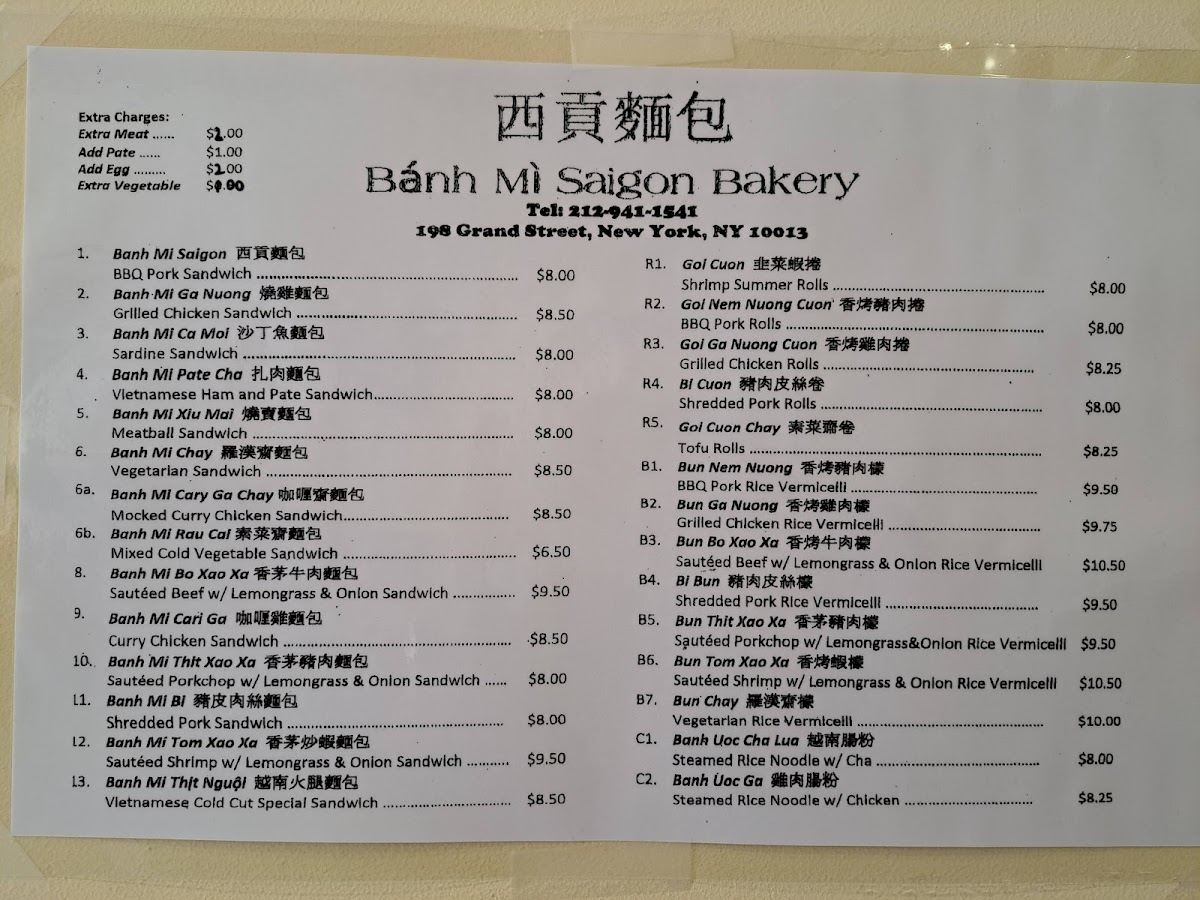 Extra Charges:
Extra Meat ...... $2.00
Add Pate ...... $1.00
Add Egg ......... $2.00
Extra Vegetable
西貢麵包
Bánh Mì Saigon Bakery
Tel: 212-941-1541
198 Grand Street, New York, NY 10013
1. Banh Mi Saigon 西貢麵包
BBQ Pork Sandwich ........ $8.00
2. Banh Mi Ga Nuong 燒雞麵包
Grilled Chicken Sandwich ........ $8.50
3. Banh Mi Ca Moi 沙丁魚麵包
Sardine Sandwich ........ $8.00
4. Banh Mi Pate Cha 扎肉麵包
Vietnamese Ham and Pate Sandwich........ $8.00
5. Banh Mi Xiu Mai 燒賣麵包
Meatball Sandwich ........ $8.00
6. Banh Mi Chay 羅漢齋麵包
Vegetarian Sandwich ........ $8.50
6a. Banh Mi Cary Ga Chay 咖喱齋麵包
Mocked Curry Chicken Sandwich........ $8.50
6b. Banh Mi Rau Cai 素菜齋麵包
Mixed Cold Vegetable Sandwich ........ $6.50
8. Banh Mi Bo Xao Xa 香茅牛肉麵包
Sautéed Beef w/ Lemongrass & Onion Sandwich ........ $9.50
9. Banh Mi Cari Ga 咖喱雞麵包
Curry Chicken Sandwich ........ $8.50
10. Banh Mi Thit Xao Xa 香茅豬肉麵包
Sautéed Porkchop w/ Lemongrass & Onion Sandwich ...... $8.00
11. Banh Mi Bi 豬皮肉絲麵包
Shredded Pork Sandwich ........ $8.00
12. Banh Mi Tom Xao Xa 香茅炒蝦麵包
Sautéed Shrimp w/ Lemongrass & Onion Sandwich ........ $9.50
13. Banh Mi Thịt Nguội 越南火腿麵包
Vietnamese Cold Cut Special Sandwich ........ $8.50
R1. Goi Cuon 韭菜蝦捲
Shrimp Summer Rolls ........ $8.00
R2. Goi Nem Nuong Cuon 香烤豬肉捲
BBQ Pork Rolls ........ $8.00
R3. Goi Ga Nuong Cuon 香烤雞肉捲
Grilled Chicken Rolls ........ $8.25
R4. Bi Cuon 豬肉皮絲卷
Shredded Pork Rolls ........ $8.00
R5. Goi Cuon Chay 素菜齋卷
Tofu Rolls ........ $8.25
B1. Bun Nem Nuong 香烤豬肉檬
BBQ Pork Rice Vermicelli ........ $9.50
B2. Bun Ga Nuong 香烤雞肉檬
Grilled Chicken Rice Vermicelli ........ $9.75
B3. Bun Bo Xao Xa 香烤牛肉檬
Sautéed Beef w/ Lemongrass & Onion Rice Vermicelli $10.50
B4. Bi Bun 豬肉皮絲檬
Shredded Pork Rice Vermicelli ........ $9.50
B5. Bun Thit Xao Xa 香茅豬肉檬
Sautéed Porkchop w/ Lemongrass&Onion Rice Vermicelli $9.50
B6. Bun Tom Xao Xa 香烤蝦檬
Sautéed Shrimp w/ Lemongrass & Onion Rice Vermicelli $10.50
B7. Bun Chay 羅漢齋檬
Vegetarian Rice Vermicelli ........ $10.00
C1. Banh Uoc Cha Lua 越南腸粉
Steamed Rice Noodle w/ Cha ........ $8.00
C2. Banh Uoc Ga 雞肉腸粉
Steamed Rice Noodle w/ Chicken ........ $8.25